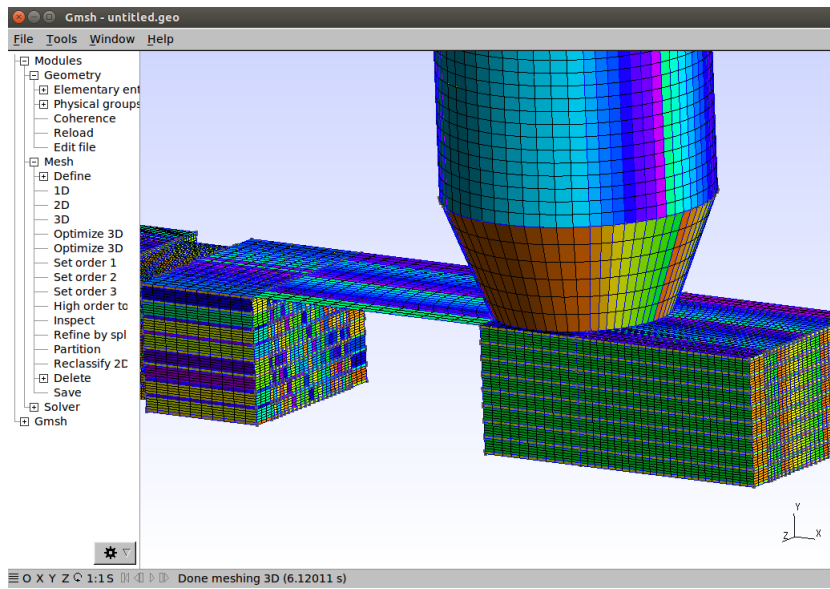 Gmsh - untitled.geo
File Tools Window Help
Modules
Geometry
Elementary ent
Physical groups
Coherence
Reload
Edit file
Mesh
Define
1D
2D
3D
Optimize 3D
Optimize 3D
Set order 1
Set order 2
Set order 3
High order to
Inspect
Refine by spl
Partition
Reclassify 2D
Delete
Save
Solver
Gmsh
Y
Z X
O X Y Z 1:1 S Done meshing 3D (6.12011 s)